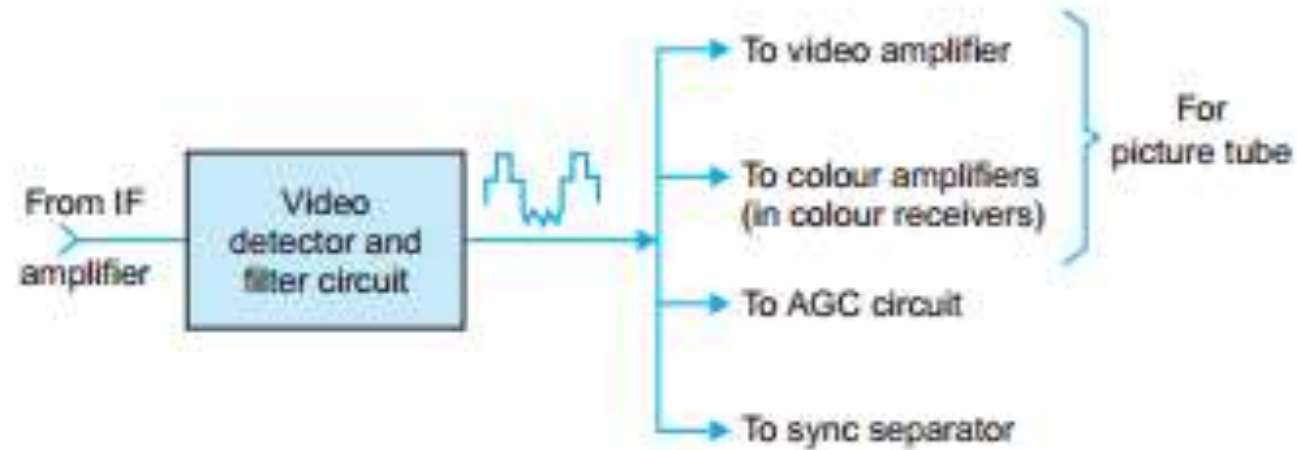 From IF
amplifier
Video
detector and
filter circuit
To video amplifier
To colour amplifiers
(in colour receivers)
To AGC circuit
To sync separator
For
picture tube